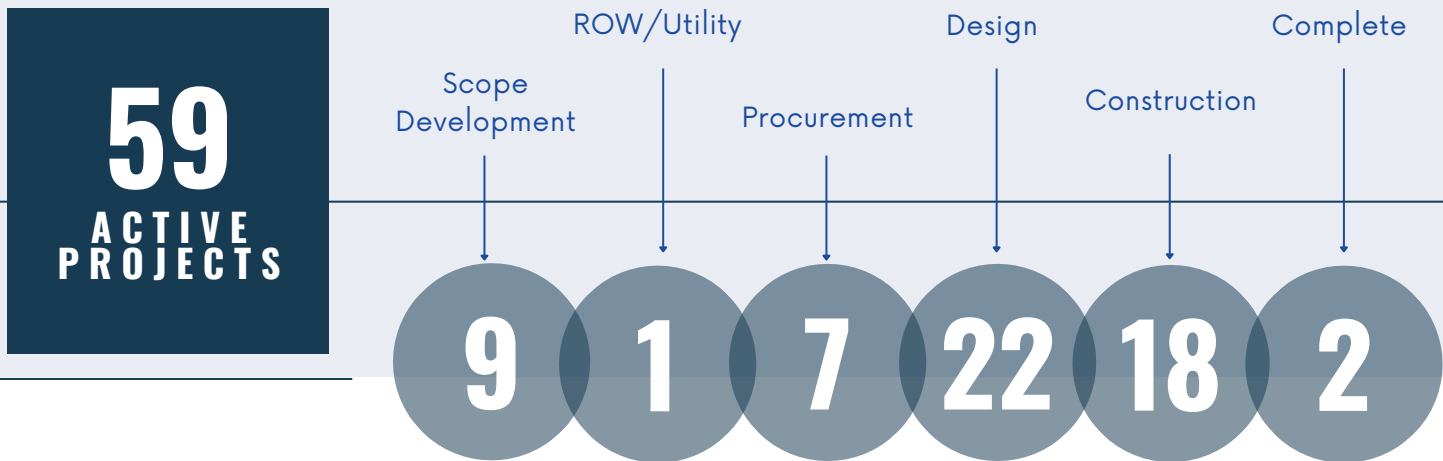 59
ACTIVE
PROJECTS
Scope
Development
ROW/Utility
Procurement
Design
Construction
Complete
9
1
7
22
18
2